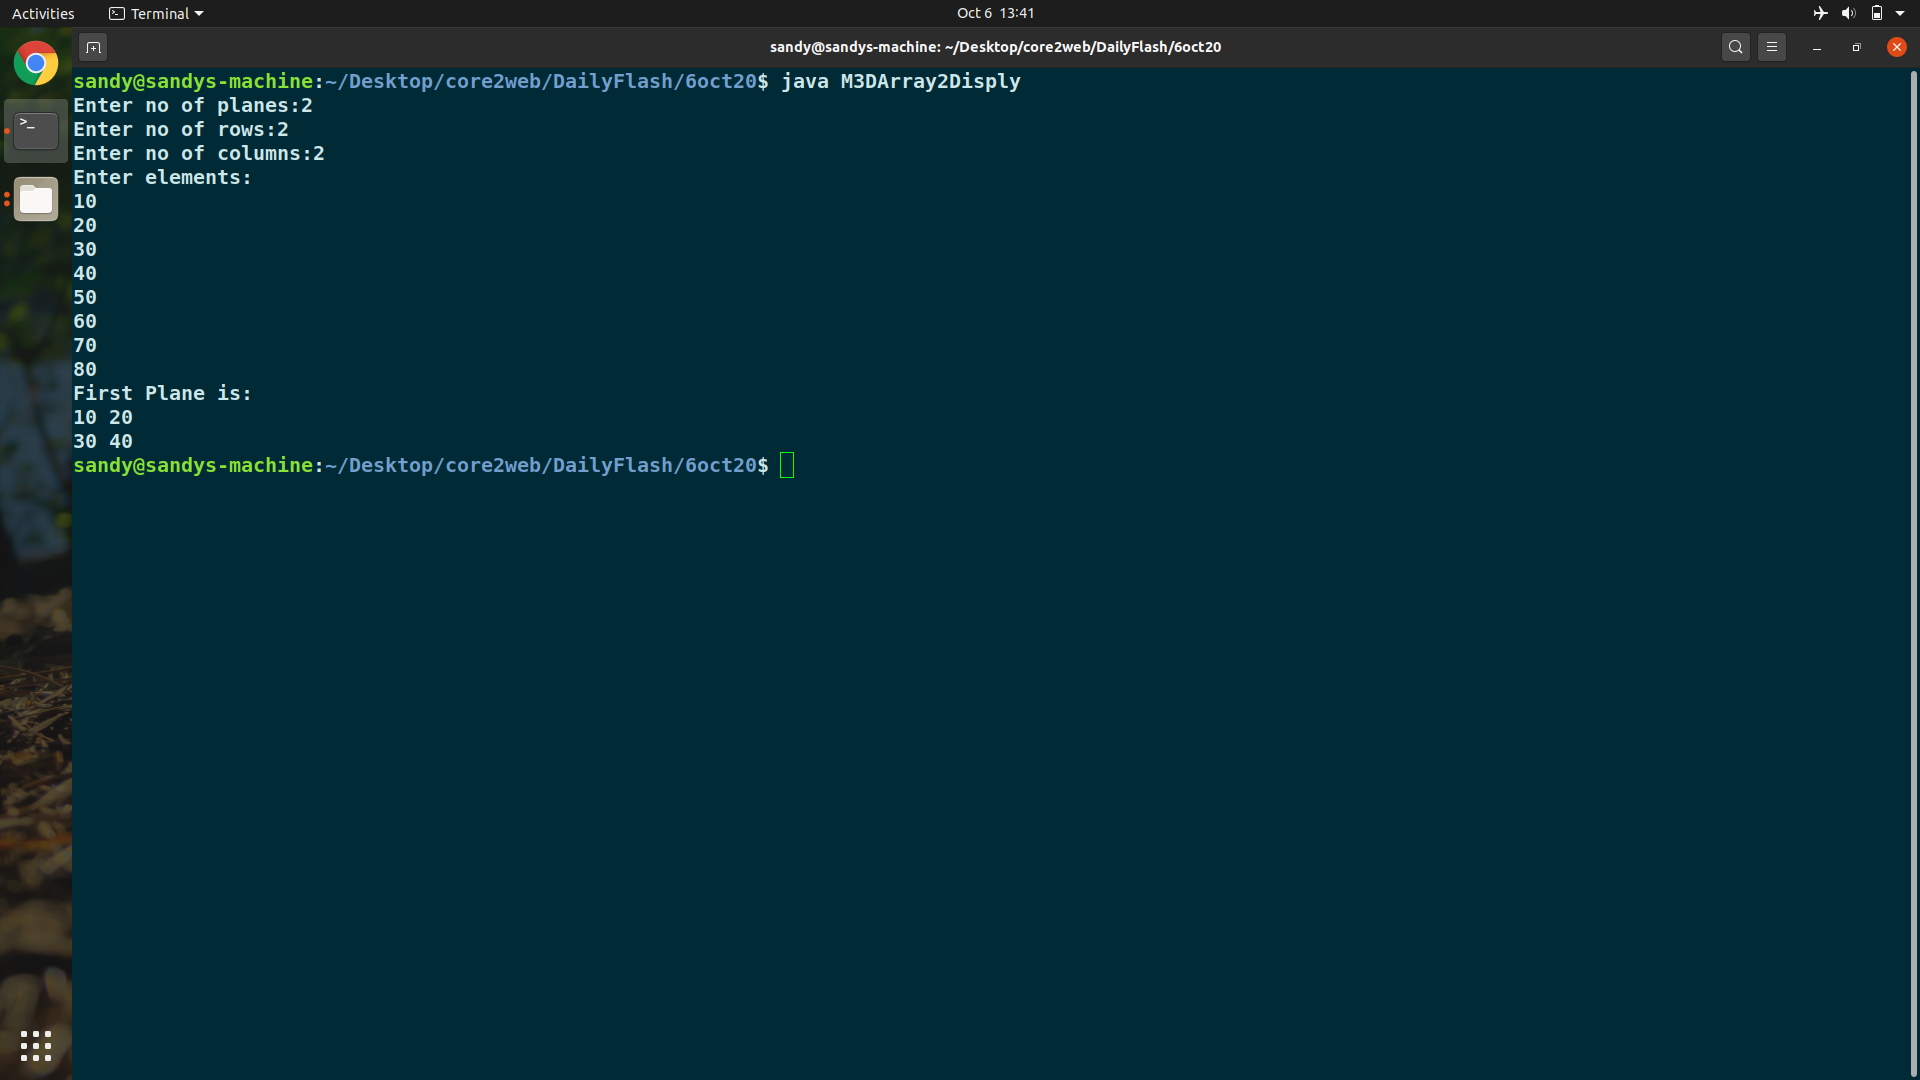 Activities
Terminal
Oct 6 13:41
sandy@sandys-machine: ~/Desktop/core2web/DailyFlash/6oct20
sandy@sandys-machine:~/Desktop/core2web/DailyFlash/6oct20$ java M3DArray2Disply
Enter no of planes:2
Enter no of rows:2
Enter no of columns:2
Enter elements:
10
20
30
40
50
60
70
80
First Plane is:
10 20
30 40
sandy@sandys-machine:~/Desktop/core2web/DailyFlash/6oct20$